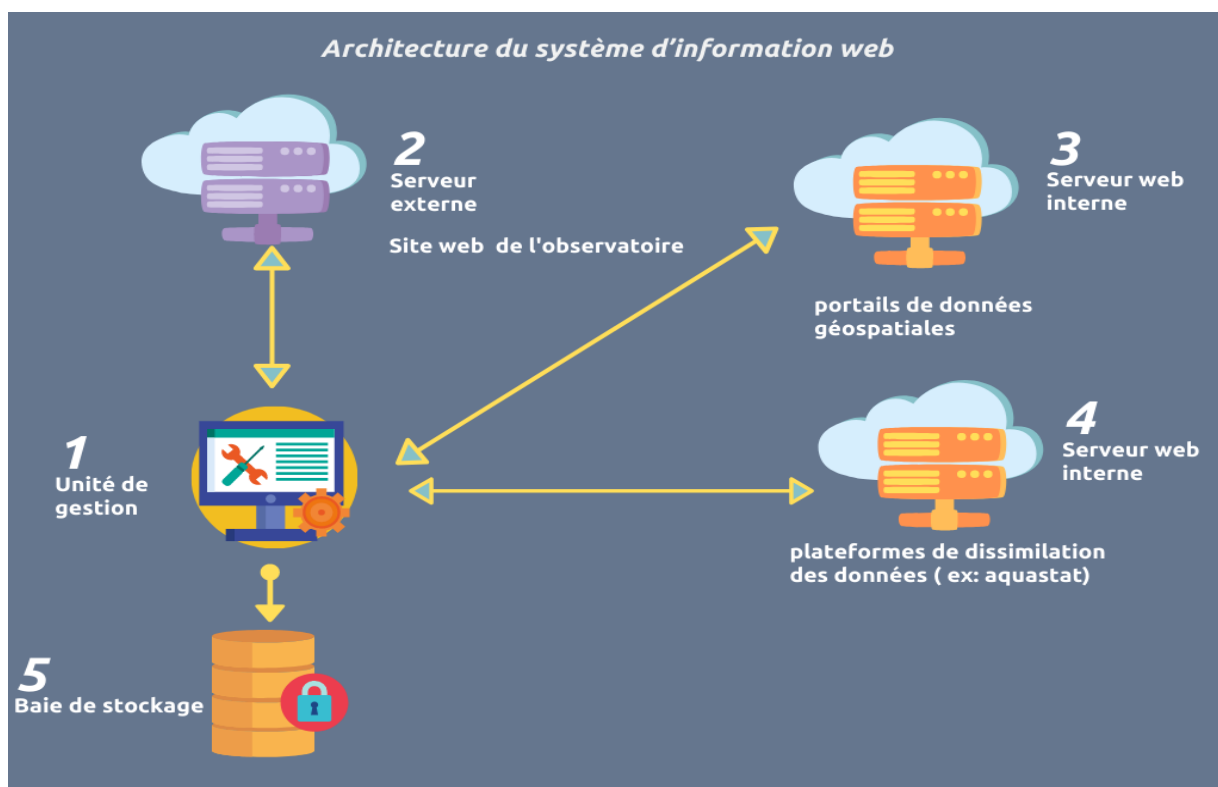 Architecture du système d'information web
2
Serveur
externe
Site web de l'observatoire
3
Serveur web
interne
portails de données
géospatiales
1
Unité de
gestion
4
Serveur web
interne
plateformes de dissimilation
des données ( ex: aquastat)
5
Baie de stockage